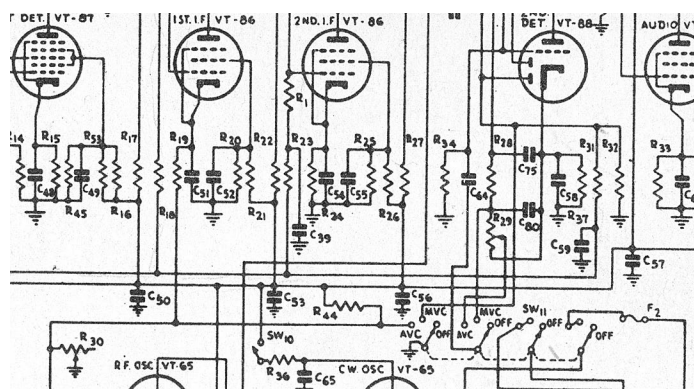 T DET. VT-87
1ST. I.F VT-86
2ND. I.F VT-86
DET. VT-88
AUDIO
R1
R14
R15
R53
R17
R19
R20
R22
R23
R25
R27
R34
R28
C75
R31
R32
R33
C48
C49
C51
C52
C54
C55
C64
C58
R45
R16
R18
R21
R24
R26
R29
C80
R37
C39
C59
C57
C50
C53
C56
R44
AVC
MVC
OFF
AVC
MVC
OFF
SW11
OFF
OFF
F2
R30
SW10
R36
C65
R.F. OSC VT-65
C.W. OSC VT-65